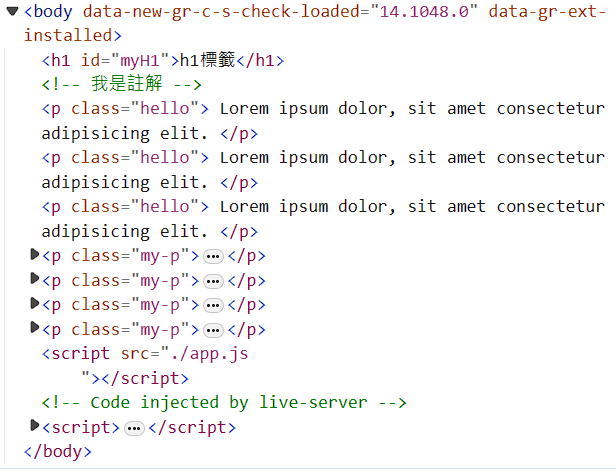 <body data-new-gr-c-s-check-loaded="14.1048.0" data-gr-ext-
installed>
<h1 id="myH1">h1標籤</h1>
<!-- 我是註解 -->
<p class="hello"> Lorem ipsum dolor, sit amet consectetur
adipisicing elit. </p>
<p class="hello"> Lorem ipsum dolor, sit amet consectetur
adipisicing elit. </p>
<p class="hello"> Lorem ipsum dolor, sit amet consectetur
adipisicing elit. </p>
<p class="my-p">…</p>
<p class="my-p">…</p>
<p class="my-p">…</p>
<p class="my-p">…</p>
<script src="./app.js
"></script>
<!-- Code injected by live-server -->
<script>…</script>
</body>